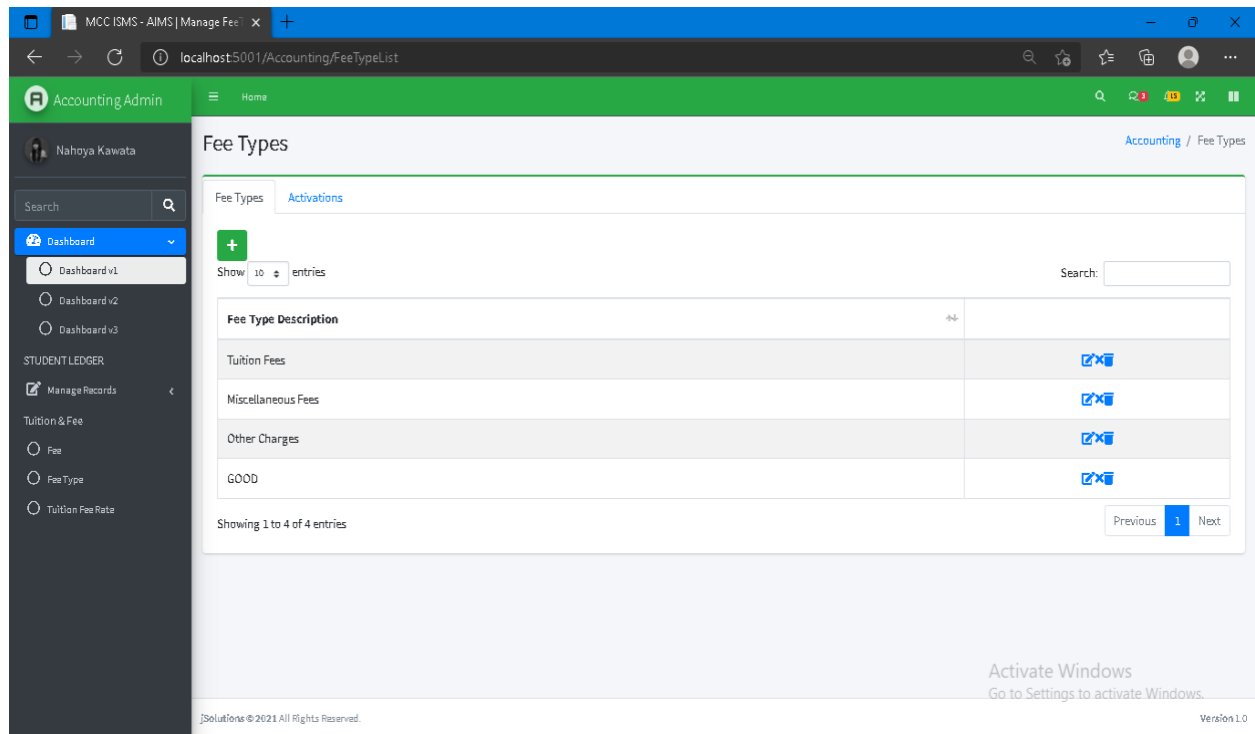 MCC ISMS - AIMS | Manage Fee T
localhost:5001/Accounting/FeeTypeList
Accounting Admin
Home
3
15
Nahoya Kawata
Fee Types
Accounting / Fee Types
Search
Dashboard
Dashboard v1
Dashboard v2
Dashboard v3
STUDENT LEDGER
Manage Records
Tuition & Fee
Fee
Fee Type
Tuition Fee Rate
Fee Types Activations
Show 10 entries
Search:
Fee Type Description
Tuition Fees
Miscellaneous Fees
Other Charges
GOOD
Showing 1 to 4 of 4 entries
Previous 1 Next
Activate Windows
Go to Settings to activate Windows.
jSolutions © 2021 All Rights Reserved.
Version 1.0